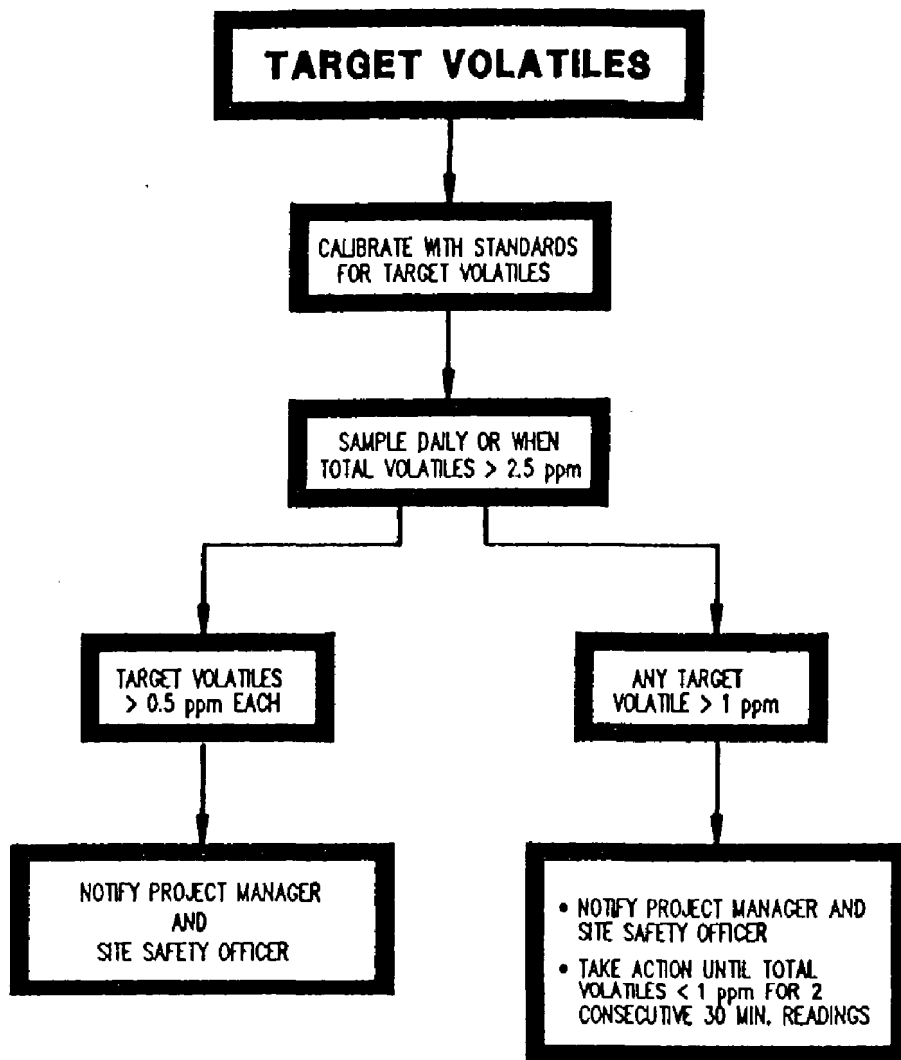 TARGET VOLATILES
CALIBRATE WITH STANDARDS
FOR TARGET VOLATILES
SAMPLE DAILY OR WHEN
TOTAL VOLATILES > 2.5 ppm
TARGET VOLATILES
> 0.5 ppm EACH
ANY TARGET
VOLATILE > 1 ppm
NOTIFY PROJECT MANAGER
AND
SITE SAFETY OFFICER
• NOTIFY PROJECT MANAGER AND
SITE SAFETY OFFICER
• TAKE ACTION UNTIL TOTAL
VOLATILES < 1 ppm FOR 2
CONSECUTIVE 30 MIN. READINGS